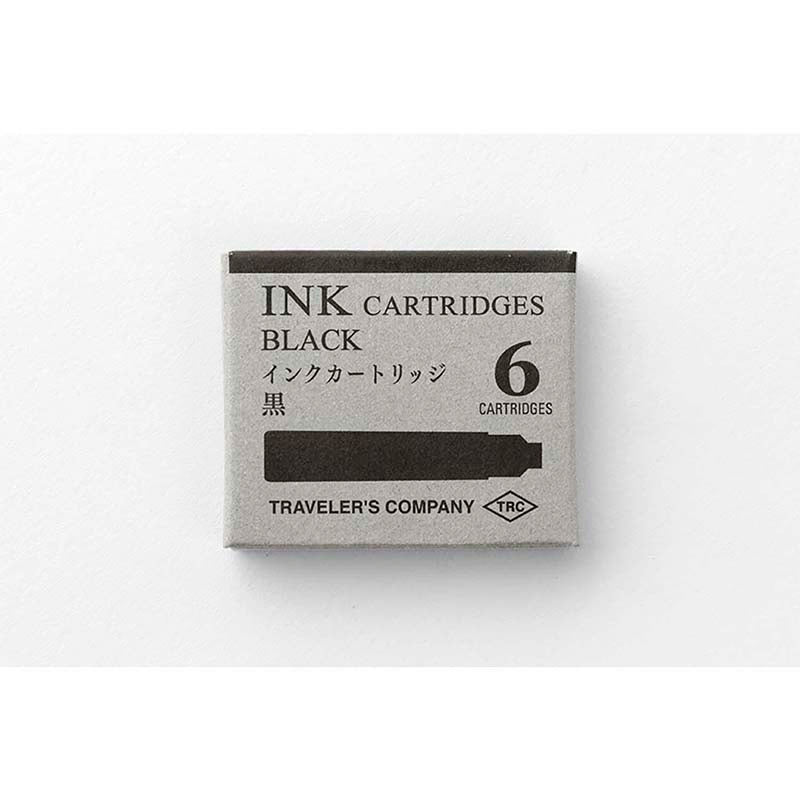 INK CARTRIDGES
BLACK
インクカートリッジ
黒
6
CARTRIDGES
TRAVELER'S COMPANY TRC